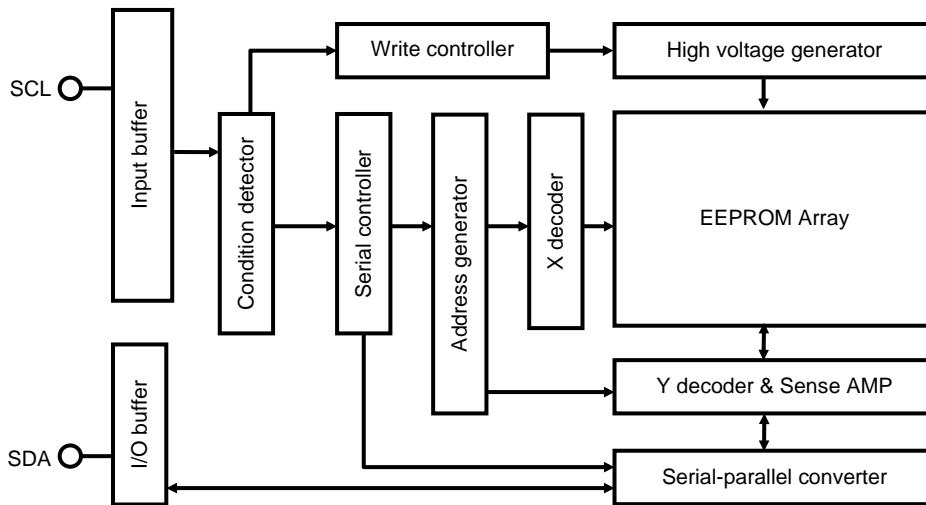 Write controller
High voltage generator
SCL
Input buffer
Condition detector
Serial controller
Address generator
X decoder
EEPROM Array
Y decoder & Sense AMP
SDA
I/O buffer
Serial-parallel converter